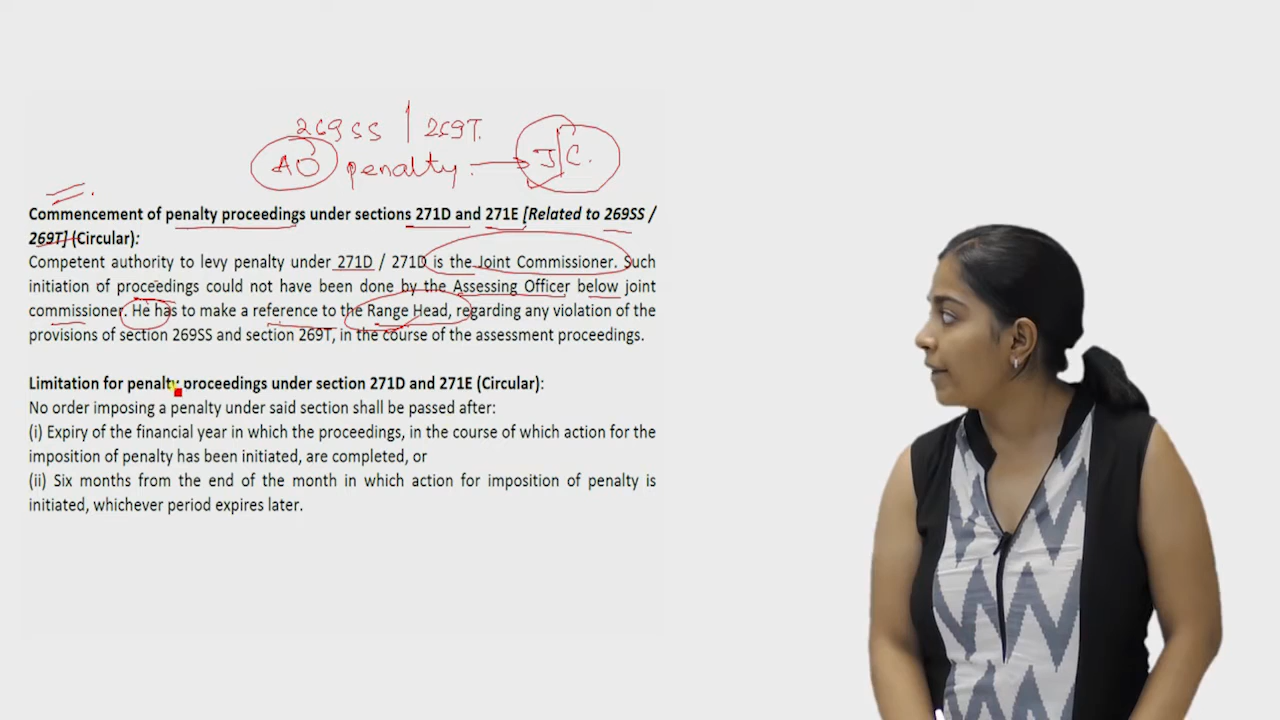 269SS | 269T.
AO penalty. → J/C.
Commencement of penalty proceedings under sections 271D and 271E [Related to 269SS /
269T] (Circular):
Competent authority to levy penalty under 271D / 271D is the Joint Commissioner. Such
initiation of proceedings could not have been done by the Assessing Officer below joint
commissioner. He has to make a reference to the Range Head, regarding any violation of the
provisions of section 269SS and section 269T, in the course of the assessment proceedings.
Limitation for penalty proceedings under section 271D and 271E (Circular):
No order imposing a penalty under said section shall be passed after:
(i) Expiry of the financial year in which the proceedings, in the course of which action for the
imposition of penalty has been initiated, are completed, or
(ii) Six months from the end of the month in which action for imposition of penalty is
initiated, whichever period expires later.